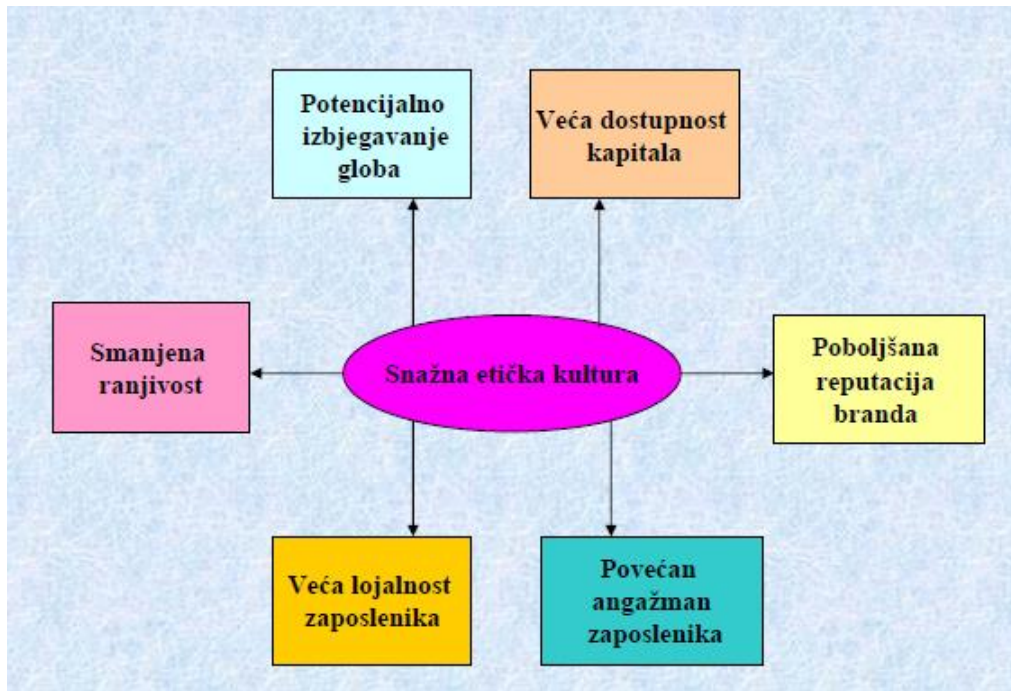 Potencijalno
izbjegavanje
globa
Veća dostupnost
kapitala
Smanjena
ranjivost
Snažna etička kultura
Poboljšana
reputacija
branda
Veća lojalnost
zaposlenika
Povećan
angažman
zaposlenika